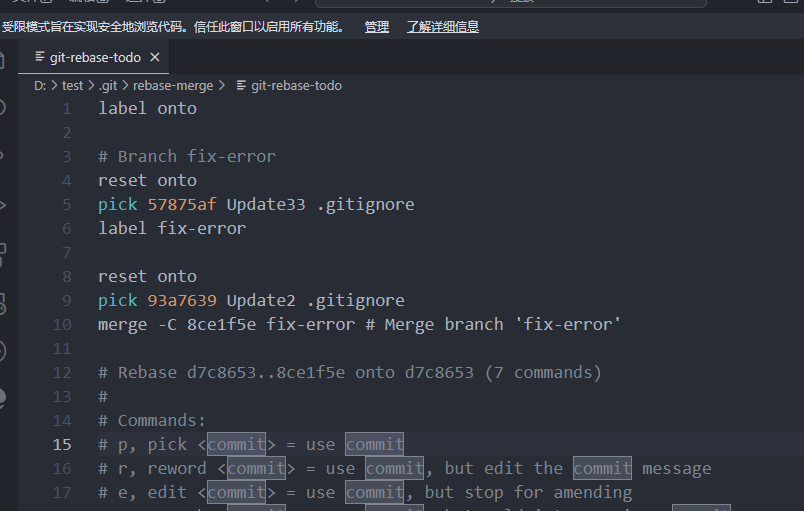 受限模式旨在实现安全地浏览代码。信任此窗口以启用所有功能。 管理 了解详细信息
git-rebase-todo
D: > test > .git > rebase-merge > git-rebase-todo
1 label onto
2
3 # Branch fix-error
4 reset onto
5 pick 57875af Update33 .gitignore
6 label fix-error
7
8 reset onto
9 pick 93a7639 Update2 .gitignore
10 merge -C 8ce1f5e fix-error # Merge branch 'fix-error'
11
12 # Rebase d7c8653..8ce1f5e onto d7c8653 (7 commands)
13 #
14 # Commands:
15 # p, pick <commit> = use commit
16 # r, reword <commit> = use commit, but edit the commit message
17 # e, edit <commit> = use commit, but stop for amending